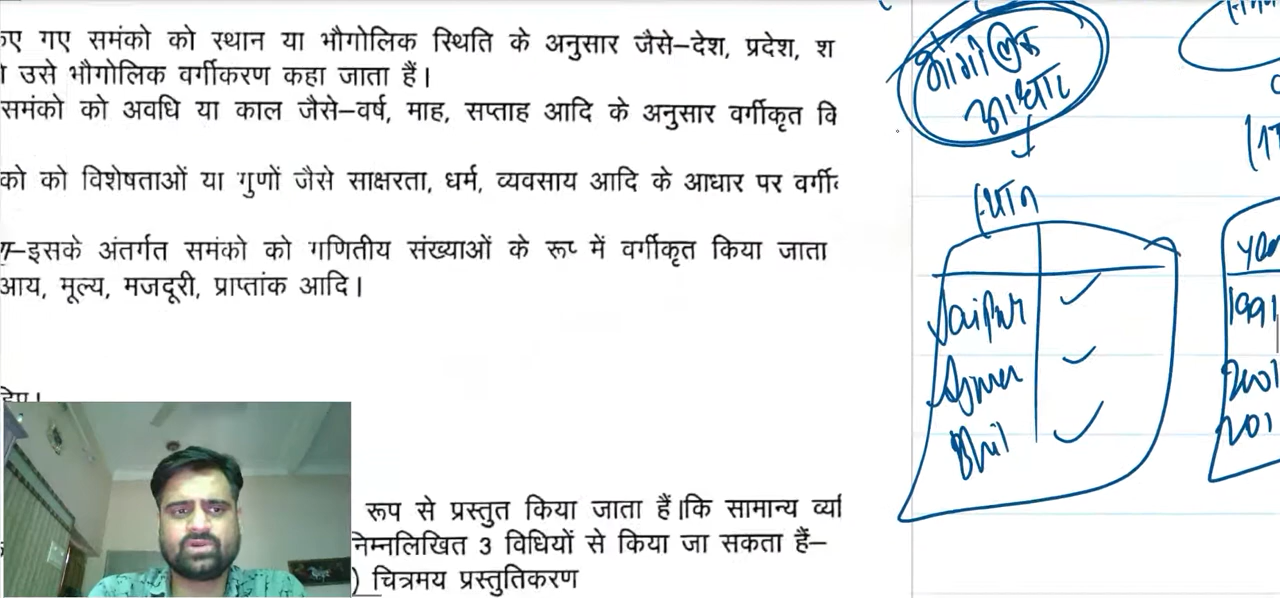 ए गए समंको को स्थान या भौगोलिक स्थिति के अनुसार जैसे–देश, प्रदेश, श
उसे भौगोलिक वर्गीकरण कहा जाता हैं।
समंको को अवधि या काल जैसे–वर्ष, माह, सप्ताह आदि के अनुसार वर्गीकृत वि
को को विशेषताओं या गुणों जैसे साक्षरता, धर्म, व्यवसाय आदि के आधार पर
–इसके अंतर्गत समंको को गणितीय संख्याओं के रूप में वर्गीकृत किया जाता
आय, मूल्य, मजदूरी, प्राप्तांक आदि।
रूप से प्रस्तुत किया जाता हैं।कि सामान्य
निम्नलिखित 3 विधियों से किया जा सकता हैं–
) चित्रमय प्रस्तुतिकरण
भौगोलिक
आधार
स्थान
Jaipur
Ajmer
Bhil
1991
201
201